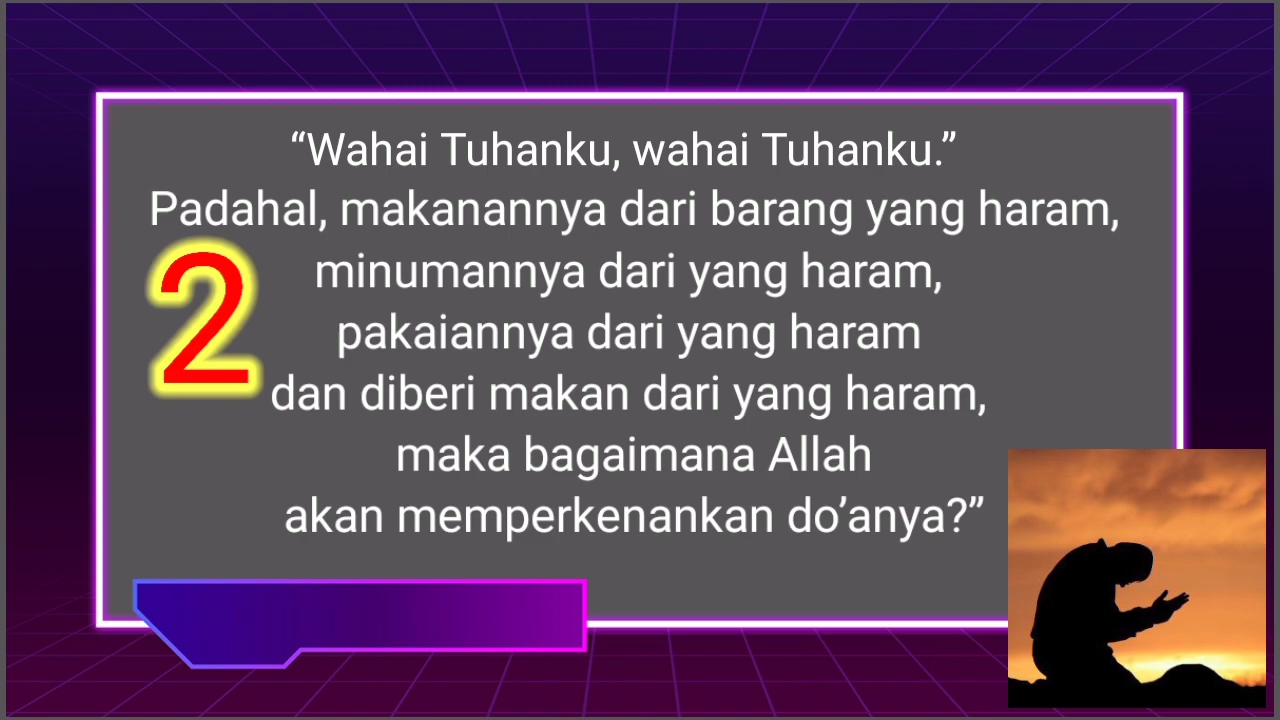 “Wahai Tuhanku, wahai Tuhanku.”
Padahal, makanannya dari barang yang haram,
minumannya dari yang haram,
2
pakaiannya dari yang haram
dan diberi makan dari yang haram,
maka bagaimana Allah
akan memperkenankan do’anya?”